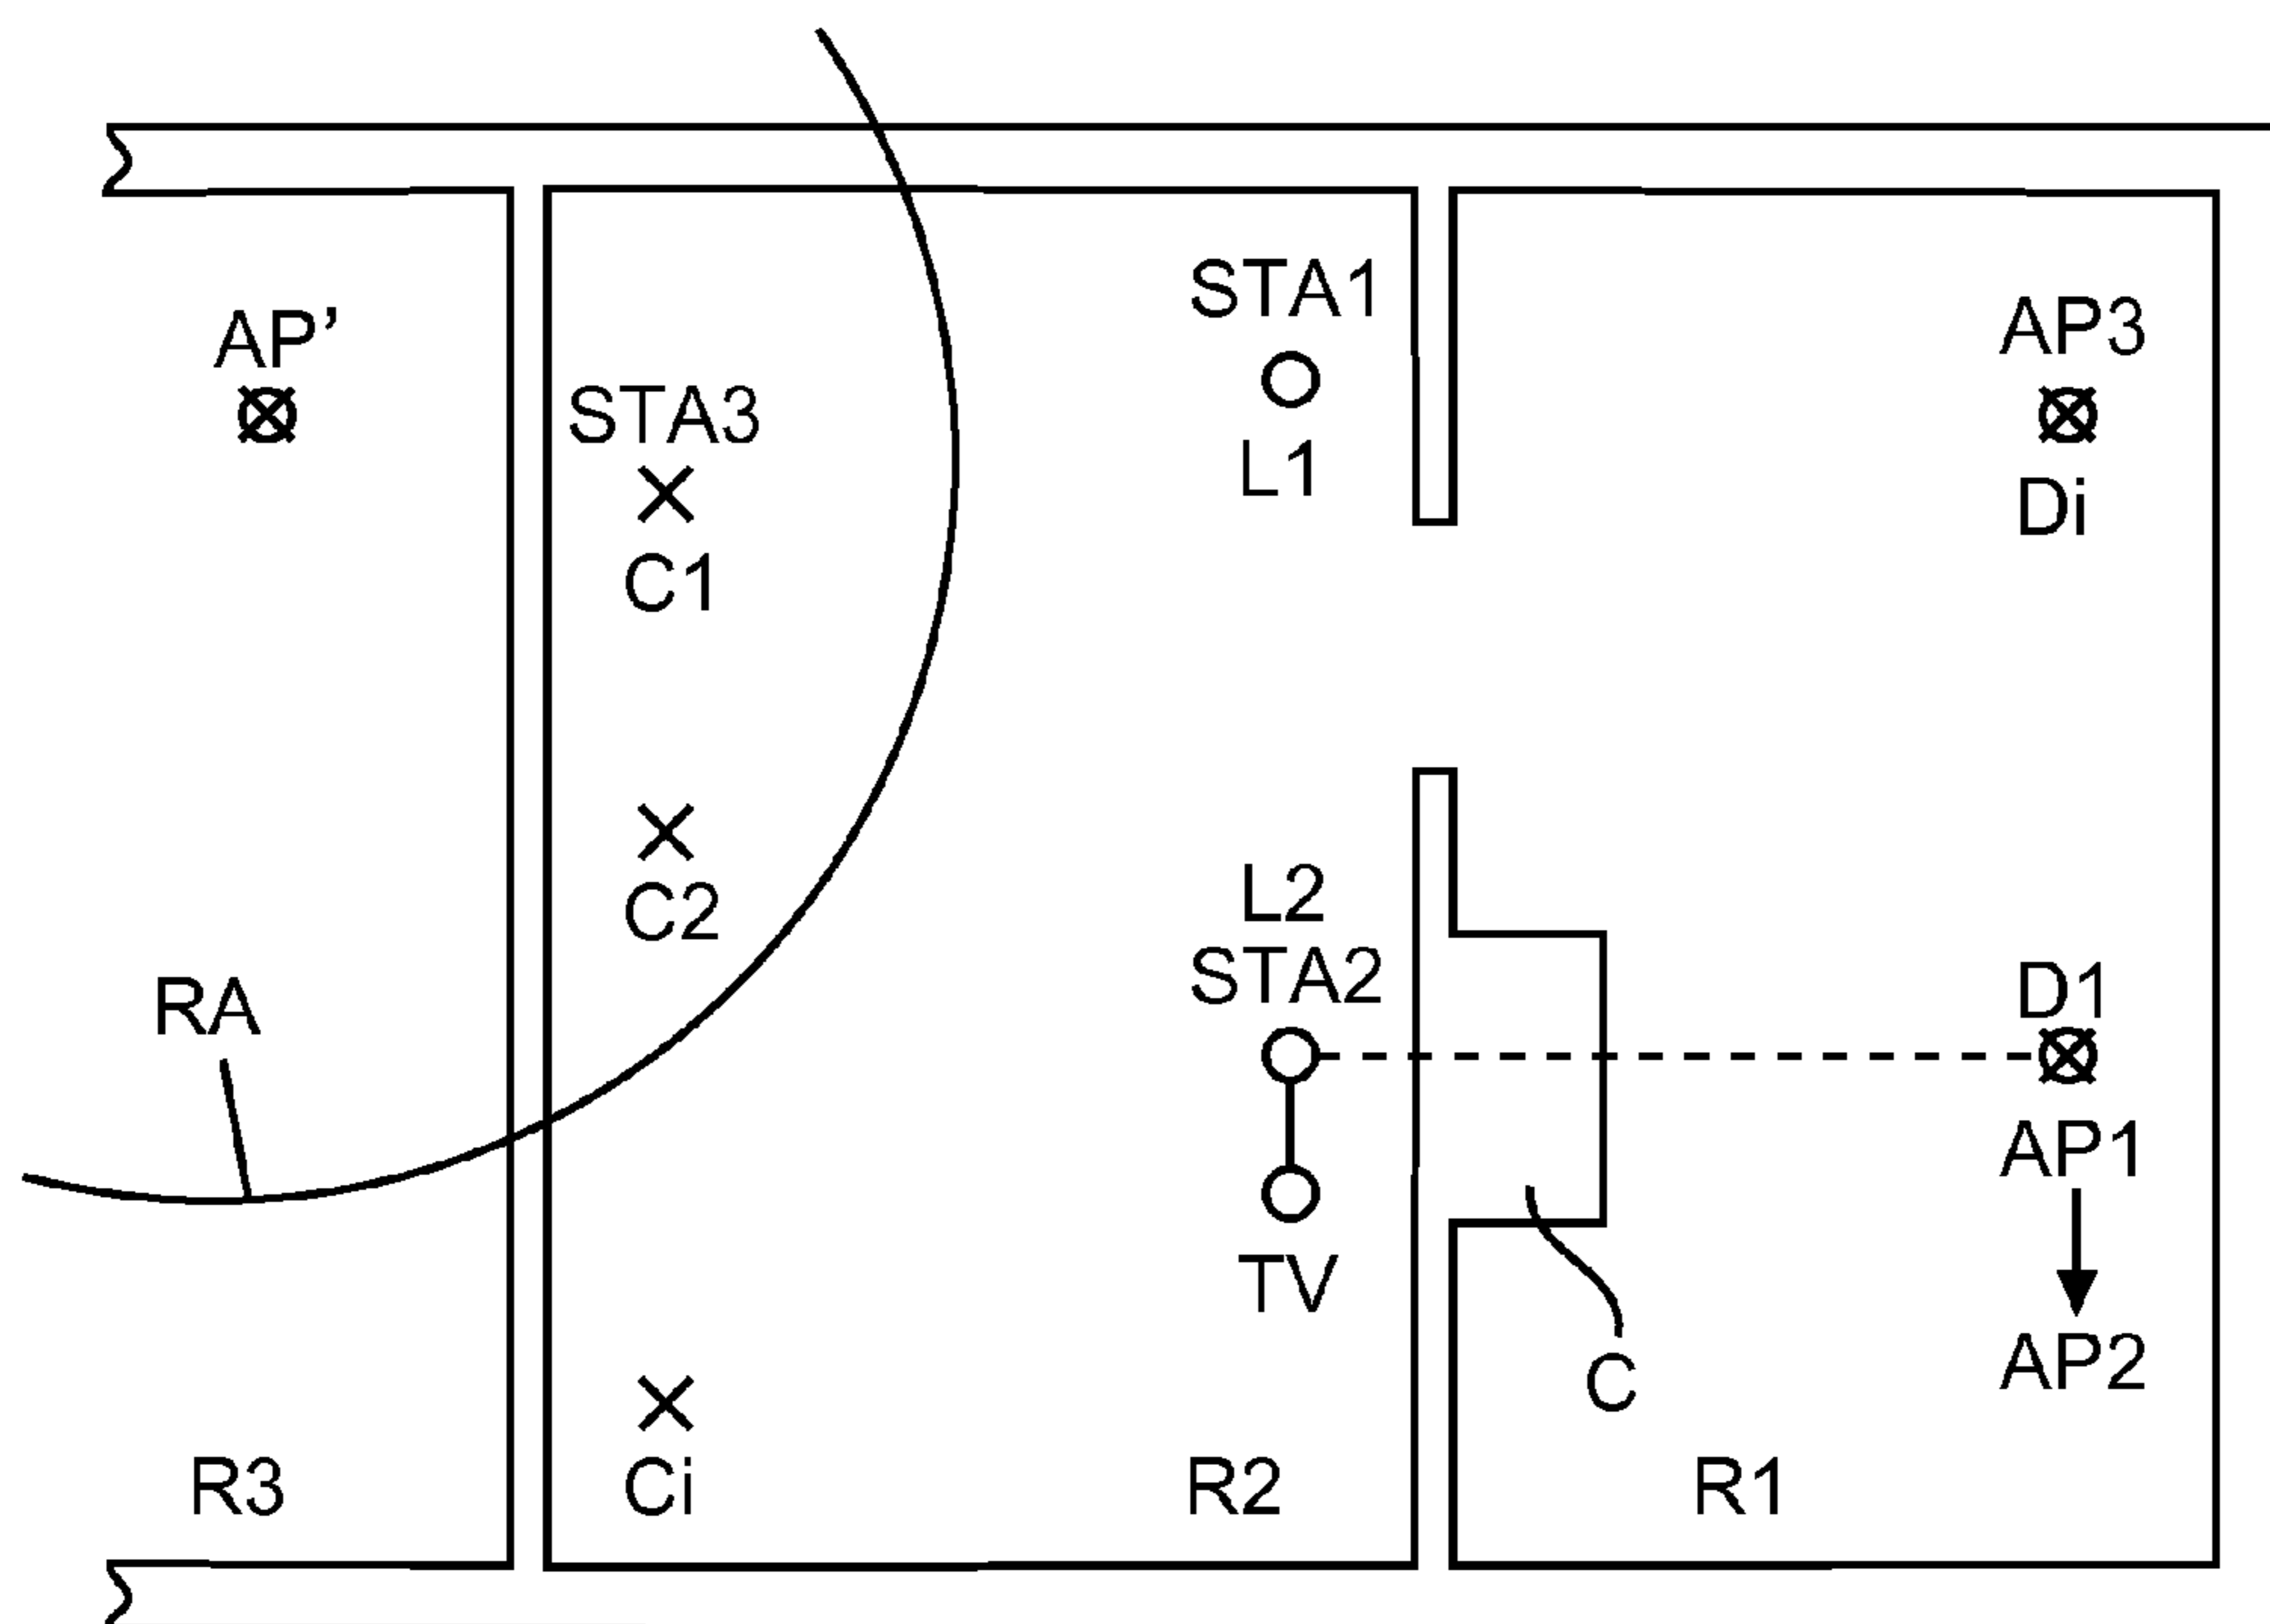 STA1
AP3
AP’
STA3
L1
Di
C1
L2
C2
STA2
D1
RA
AP1
TV
AP2
C
R3
Ci
R2
R1